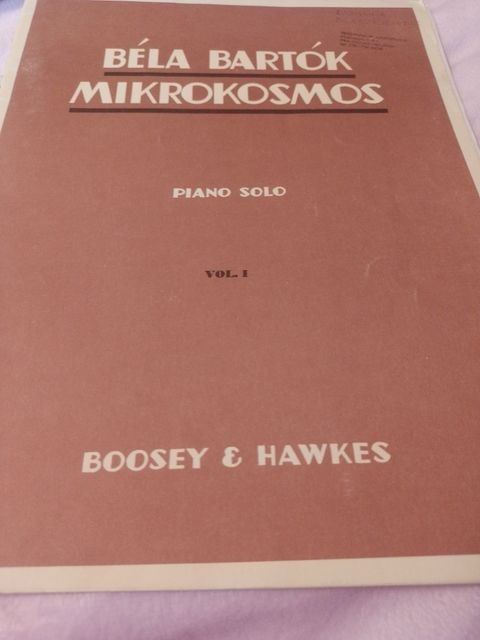 BÉLA BARTÓK
MIKROKOSMOS
PIANO SOLO
VOL. I
BOOSEY & HAWKES